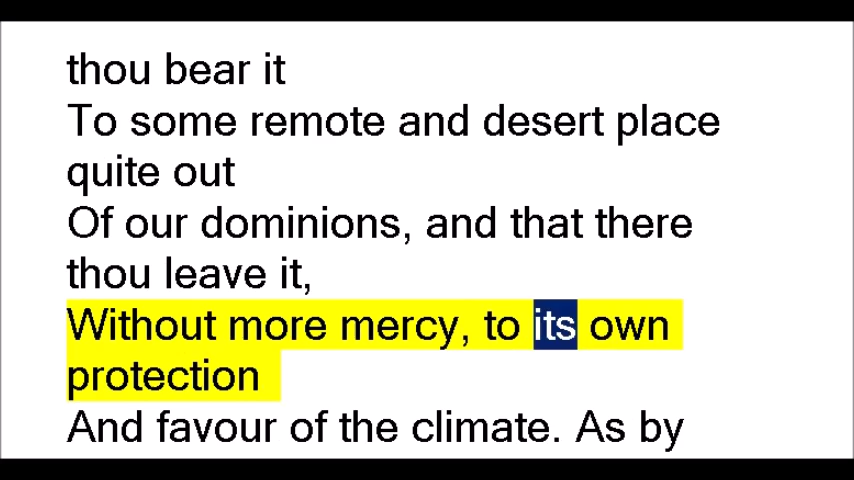 thou bear it
To some remote and desert place
quite out
Of our dominions, and that there
thou leave it,
Without more mercy, to its own
protection
And favour of the climate. As by